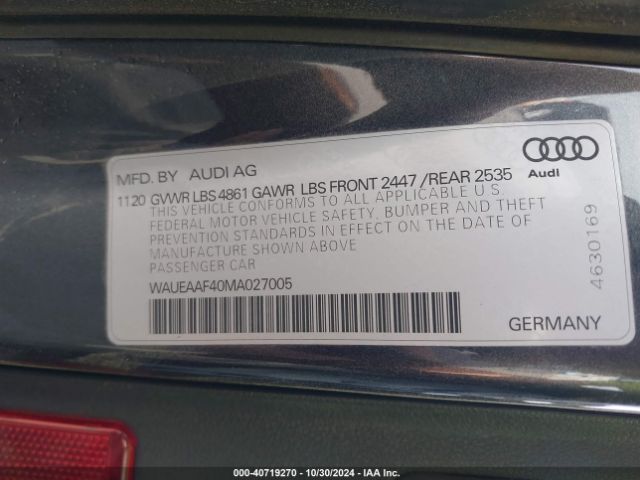 MFD. BY AUDI AG
Audi
1120 GVWR LBS 4861 GAWR LBS FRONT 2447 /REAR 2535
THIS VEHICLE CONFORMS TO ALL APPLICABLE U S
FEDERAL MOTOR VEHICLE SAFETY, BUMPER AND THEFT
PREVENTION STANDARDS IN EFFECT ON THE DATE OF
MANUFACTURE SHOWN ABOVE
PASSENGER CAR
WAUEAAF40MA027005
4630169
GERMANY
000-40719270 - 10/30/2024 - IAA Inc.